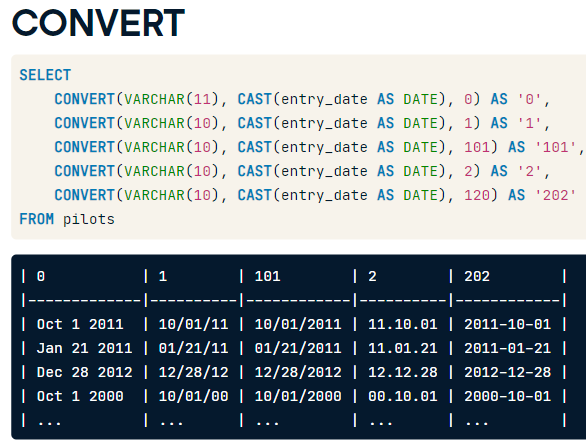 CONVERT
SELECT
    CONVERT(VARCHAR(11), CAST(entry_date AS DATE), 0) AS '0',
    CONVERT(VARCHAR(10), CAST(entry_date AS DATE), 1) AS '1',
    CONVERT(VARCHAR(10), CAST(entry_date AS DATE), 101) AS '101',
    CONVERT(VARCHAR(10), CAST(entry_date AS DATE), 2) AS '2',
    CONVERT(VARCHAR(10), CAST(entry_date AS DATE), 120) AS '202'
FROM pilots
| 0           | 1        | 101        | 2        | 202        |
|-------------|----------|------------|----------|------------|
| Oct 1 2011  | 10/01/11 | 10/01/2011 | 11.10.01 | 2011-10-01 |
| Jan 21 2011 | 01/21/11 | 01/21/2011 | 11.01.21 | 2011-01-21 |
| Dec 28 2012 | 12/28/12 | 12/28/2012 | 12.12.28 | 2012-12-28 |
| Oct 1 2000  | 10/01/00 | 10/01/2000 | 00.10.01 | 2000-10-01 |
| ...         | ...      | ...        | ...      | ...        |